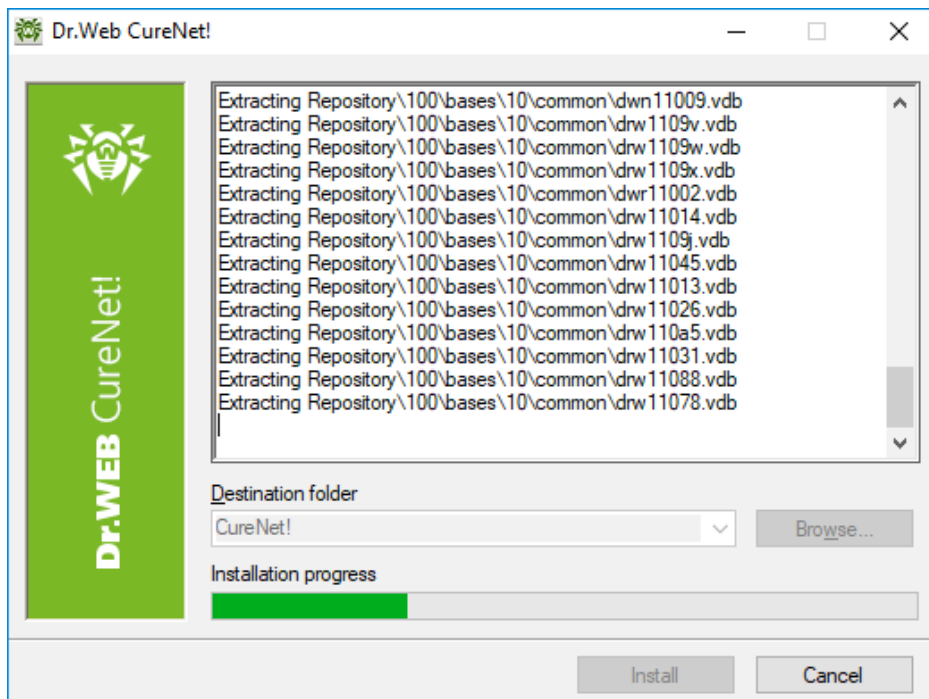 Dr.Web CureNet!
Extracting Repository\100\bases\10\common\dwn11009.vdb
Extracting Repository\100\bases\10\common\drw1109v.vdb
Extracting Repository\100\bases\10\common\drw1109w.vdb
Extracting Repository\100\bases\10\common\drw1109x.vdb
Extracting Repository\100\bases\10\common\dwr11002.vdb
Extracting Repository\100\bases\10\common\drw11014.vdb
Extracting Repository\100\bases\10\common\drw1109j.vdb
Extracting Repository\100\bases\10\common\drw11045.vdb
Extracting Repository\100\bases\10\common\drw11013.vdb
Extracting Repository\100\bases\10\common\drw11026.vdb
Extracting Repository\100\bases\10\common\drw110a5.vdb
Extracting Repository\100\bases\10\common\drw11031.vdb
Extracting Repository\100\bases\10\common\drw11088.vdb
Extracting Repository\100\bases\10\common\drw11078.vdb
Dr.WEB CureNet!
Destination folder
CureNet!
Browse...
Installation progress
Install
Cancel